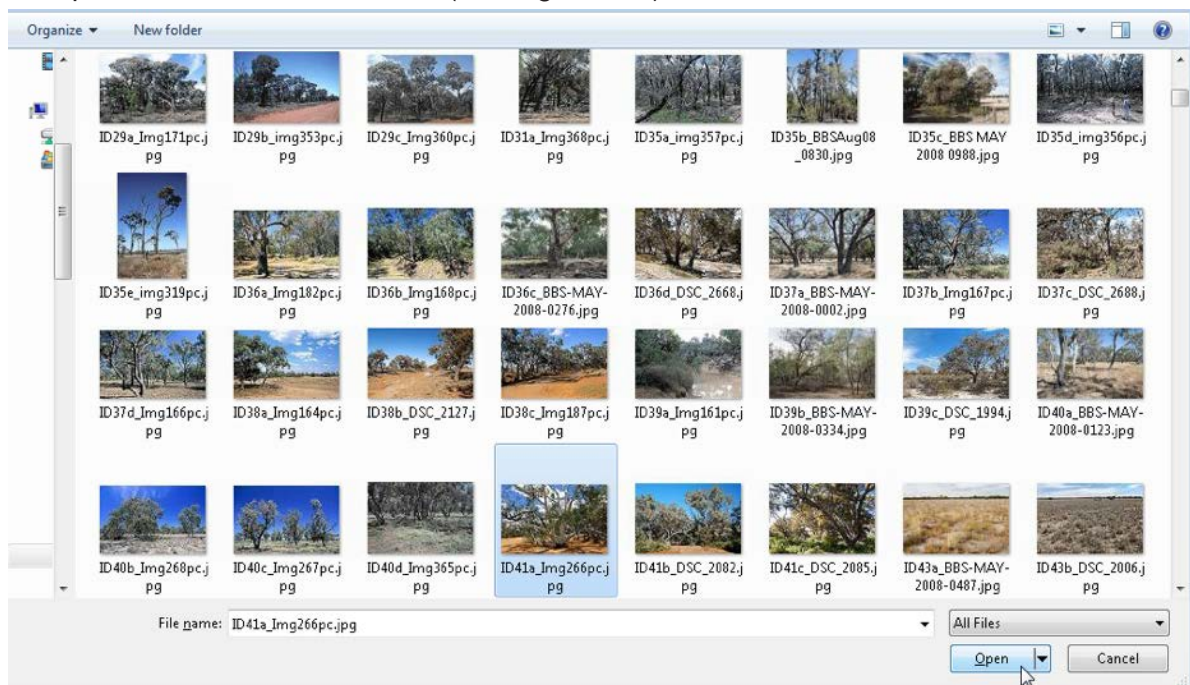 Organize New folder
ID29a_Img171pc.j ID29b_img353pc.j ID29c_Img360pc.j ID31a_Img368pc.j ID35a_img357pc.j ID35b_BBSAug08 ID35c_BBS MAY ID35d_img356pc.j
pg pg pg pg pg _0830.jpg 2008 0988.jpg pg
ID35e_img319pc.j ID36a_Img182pc.j ID36b_Img168pc.j ID36c_BBS-MAY- ID36d_DSC_2668.j ID37a_BBS-MAY- ID37b_Img167pc.j ID37c_DSC_2688.j
pg pg pg 2008-0276.jpg pg 2008-0002.jpg pg pg
ID37d_Img166pc.j ID38a_Img164pc.j ID38b_DSC_2127.j ID38c_Img187pc.j ID39a_Img161pc.j ID39b_BBS-MAY- ID39c_DSC_1994.j ID40a_BBS-MAY-
pg pg pg pg pg 2008-0334.jpg pg 2008-0123.jpg
ID40b_Img268pc.j ID40c_Img267pc.j ID40d_Img365pc.j ID41a_Img266pc.j ID41b_DSC_2082.j ID41c_DSC_2085.j ID43a_BBS-MAY- ID43b_DSC_2006.j
pg pg pg pg pg pg 2008-0487.jpg pg
File name: ID41a_Img266pc.jpg All Files
Open Cancel